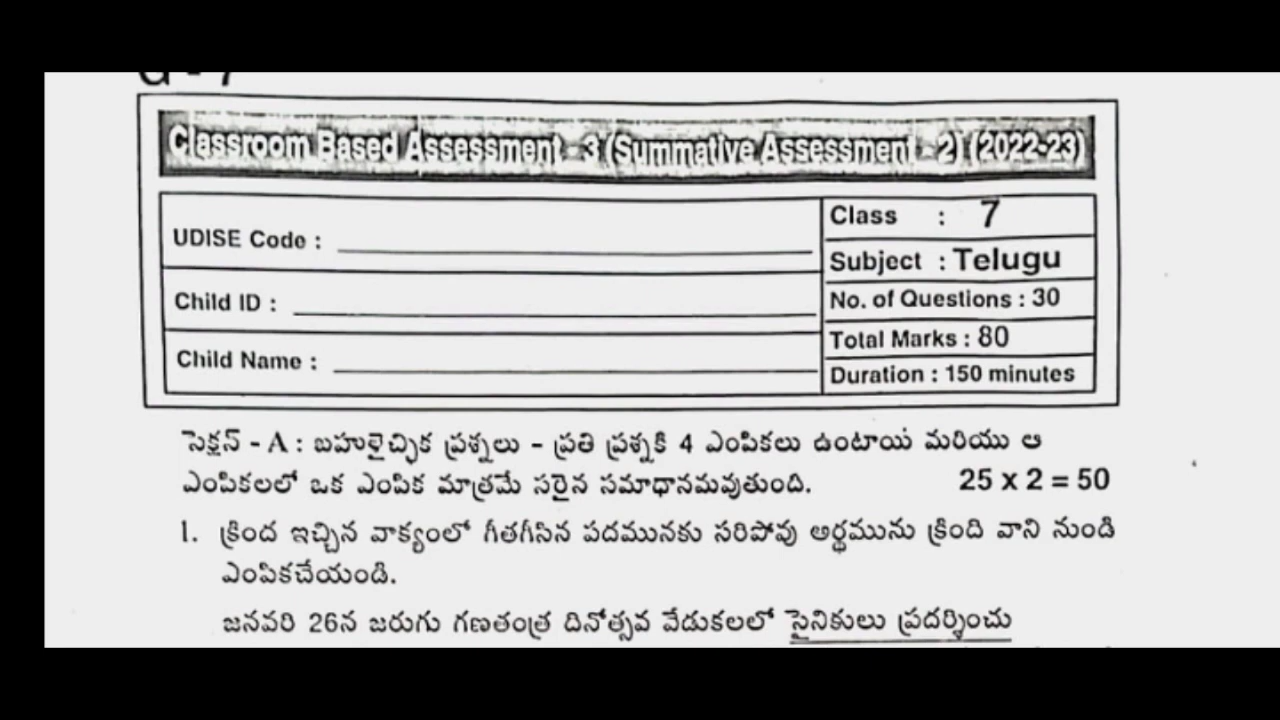 G - 7
Classroom Based Assessment - 3 (Summative Assessment - 2) (2022-23)
UDISE Code :
Child ID :
Child Name :
Class : 7
Subject : Telugu
No. of Questions : 30
Total Marks : 80
Duration : 150 minutes
సెక్షన్ - A : బహుళైచ్ఛిక ప్రశ్నలు - ప్రతి ప్రశ్నకి 4 ఎంపికలు ఉంటాయి మరియు ఆ
ఎంపికలలో ఒక ఎంపిక మాత్రమే సరైన సమాధానమవుతుంది. 25 x 2 = 50
1. క్రింద ఇచ్చిన వాక్యంలో గీతగీసిన పదమునకు సరిపోవు అర్థమును క్రింది వాని నుండి
ఎంపికచేయండి.
జనవరి 26న జరుగు గణతంత్ర దినోత్సవ వేడుకలలో సైనికులు ప్రదర్శించు